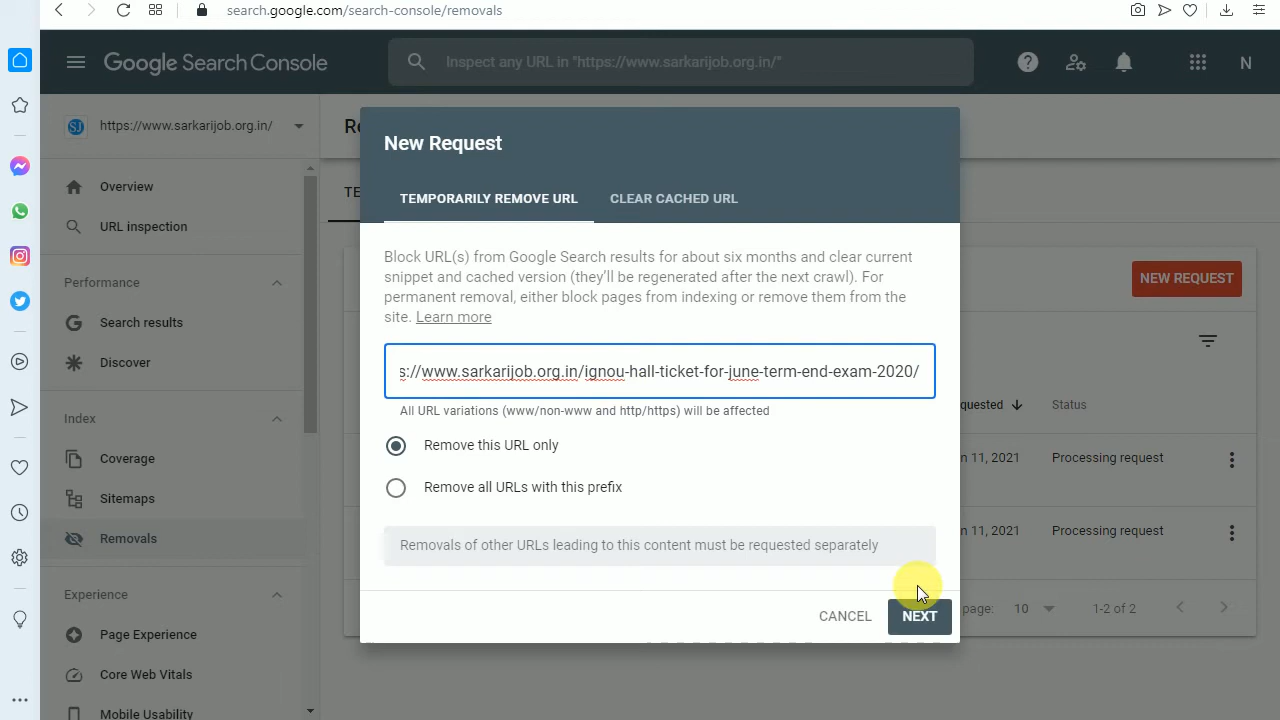 search.google.com/search-console/removals
Google Search Console
Inspect any URL in "https://www.sarkarijob.org.in/"
N
SJ
https://www.sarkarijob.org.in/
Overview
URL inspection
Performance
Search results
Discover
Index
Coverage
Sitemaps
Removals
Experience
Page Experience
Core Web Vitals
Mobile Usability
New Request
TEMPORARILY REMOVE URL
CLEAR CACHED URL
Block URL(s) from Google Search results for about six months and clear current
snippet and cached version (they'll be regenerated after the next crawl). For
permanent removal, either block pages from indexing or remove them from the
site. Learn more
s://www.sarkarijob.org.in/ignou-hall-ticket-for-june-term-end-exam-2020/
All URL variations (www/non-www and http/https) will be affected
Remove this URL only
Remove all URLs with this prefix
Removals of other URLs leading to this content must be requested separately
CANCEL
NEXT
NEW REQUEST
quested
Status
n 11, 2021
Processing request
n 11, 2021
Processing request
page:
10
1-2 of 2